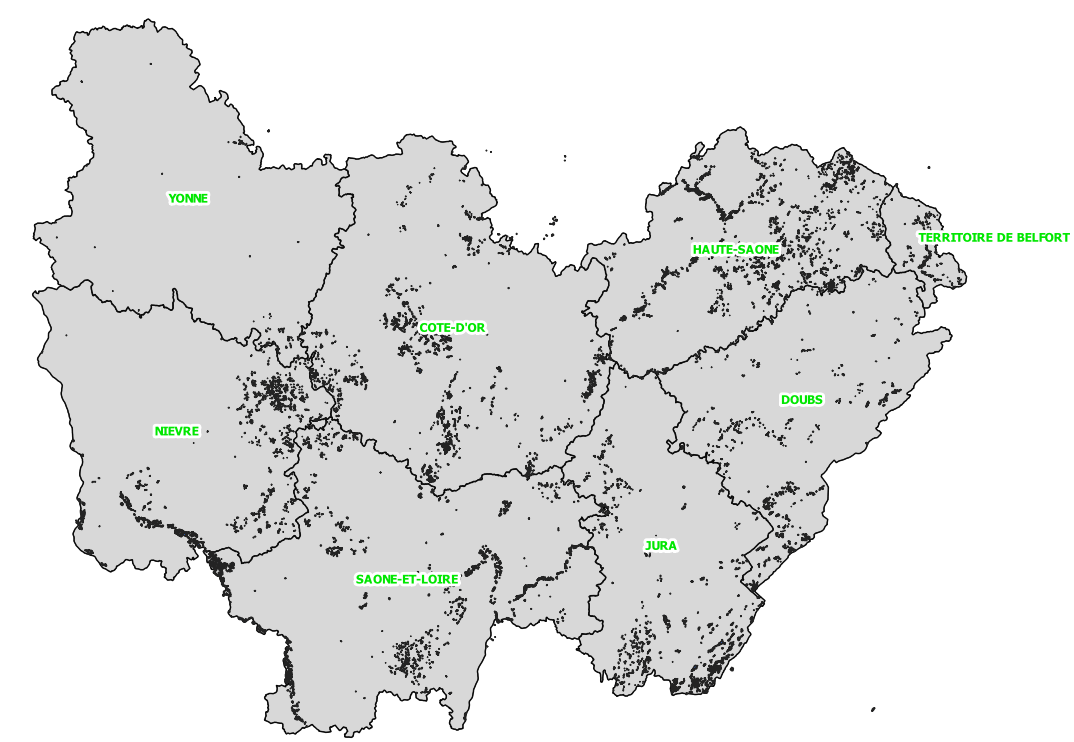 YONNE
TERRITOIRE DE BELFORT
HAUTE-SAONE
COTE-D'OR
DOUBS
NIEVRE
JURA
SAONE-ET-LOIRE